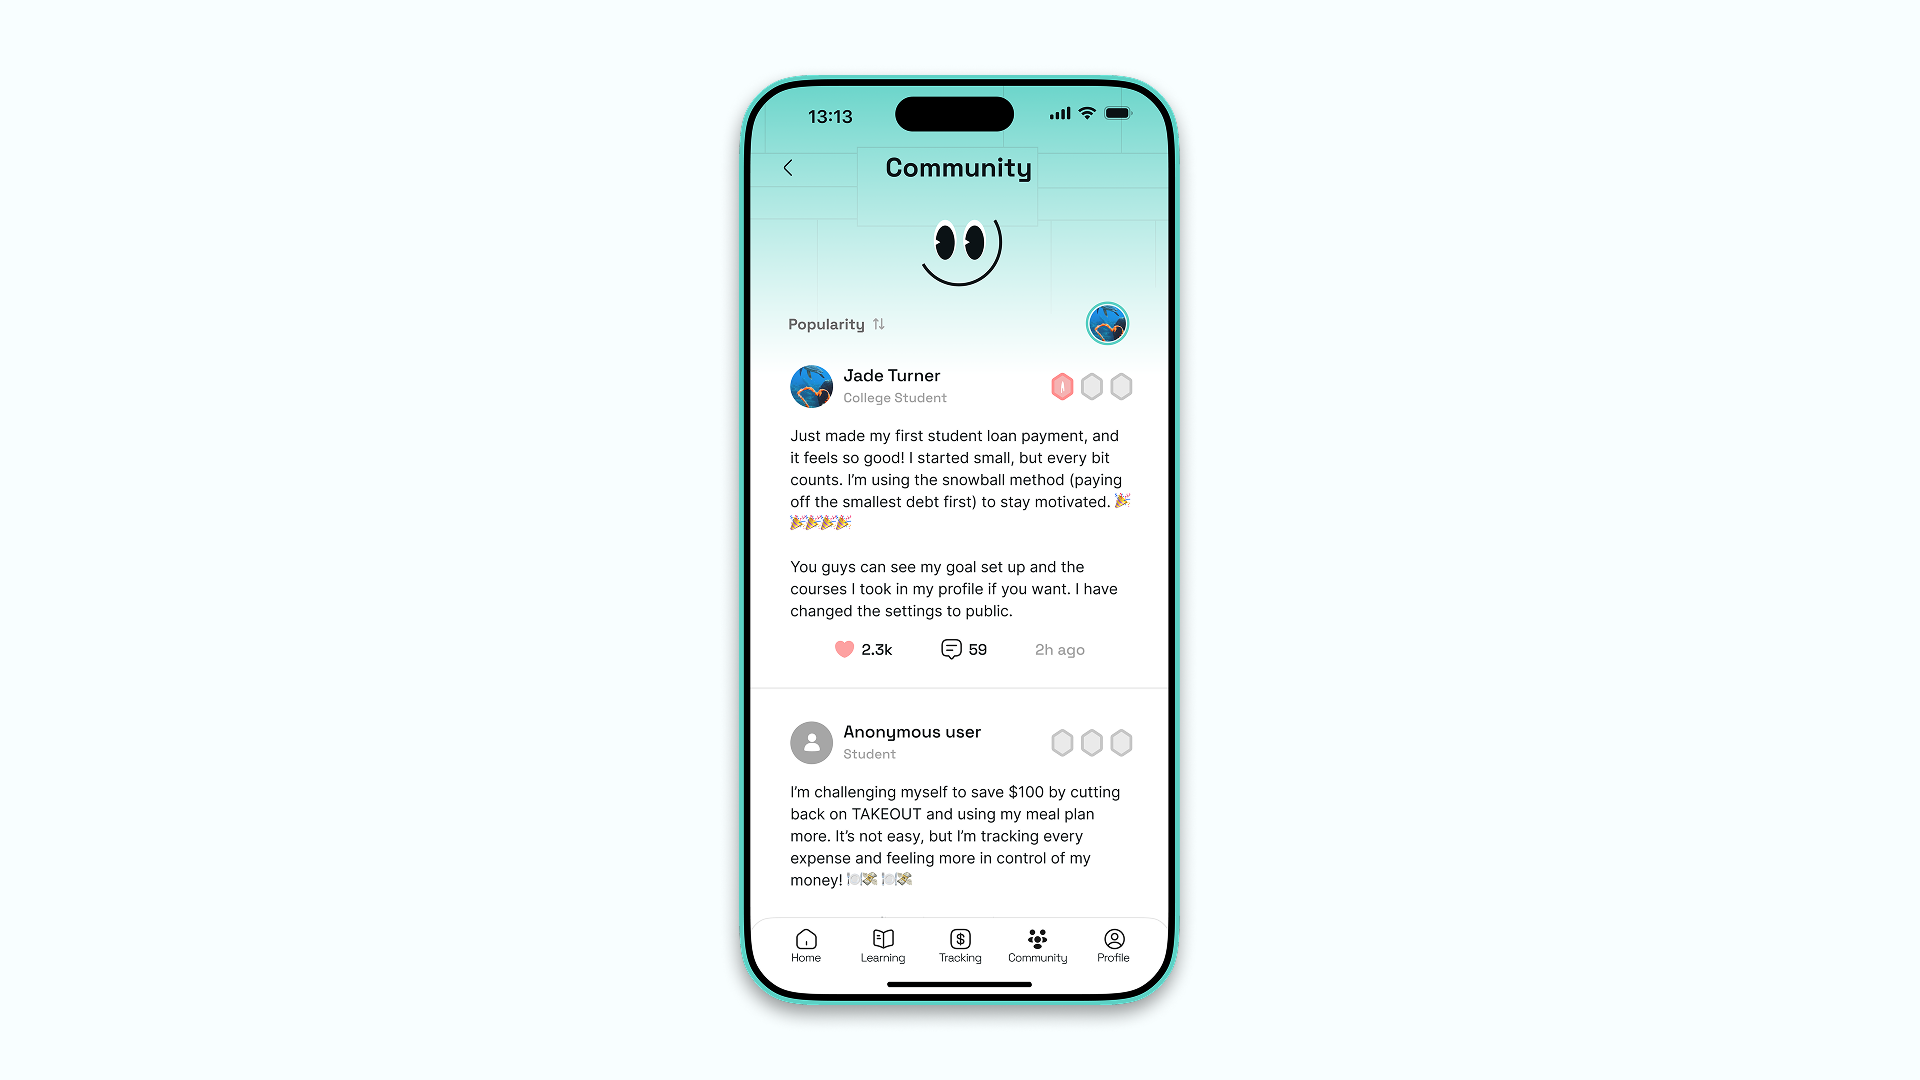 13:13
Community
Popularity
Jade Turner
College Student
Just made my first student loan payment, and
it feels so good! I started small, but every bit
counts. I’m using the snowball method (paying
off the smallest debt first) to stay motivated. 🎉
🎉🎉🎉🎉
You guys can see my goal set up and the
courses I took in my profile if you want. I have
changed the settings to public.
2.3k 59 2h ago
Anonymous user
Student
I’m challenging myself to save $100 by cutting
back on TAKEOUT and using my meal plan
more. It’s not easy, but I’m tracking every
expense and feeling more in control of my
money! 🍽️💸 🍽️💸
Home Learning Tracking Community Profile